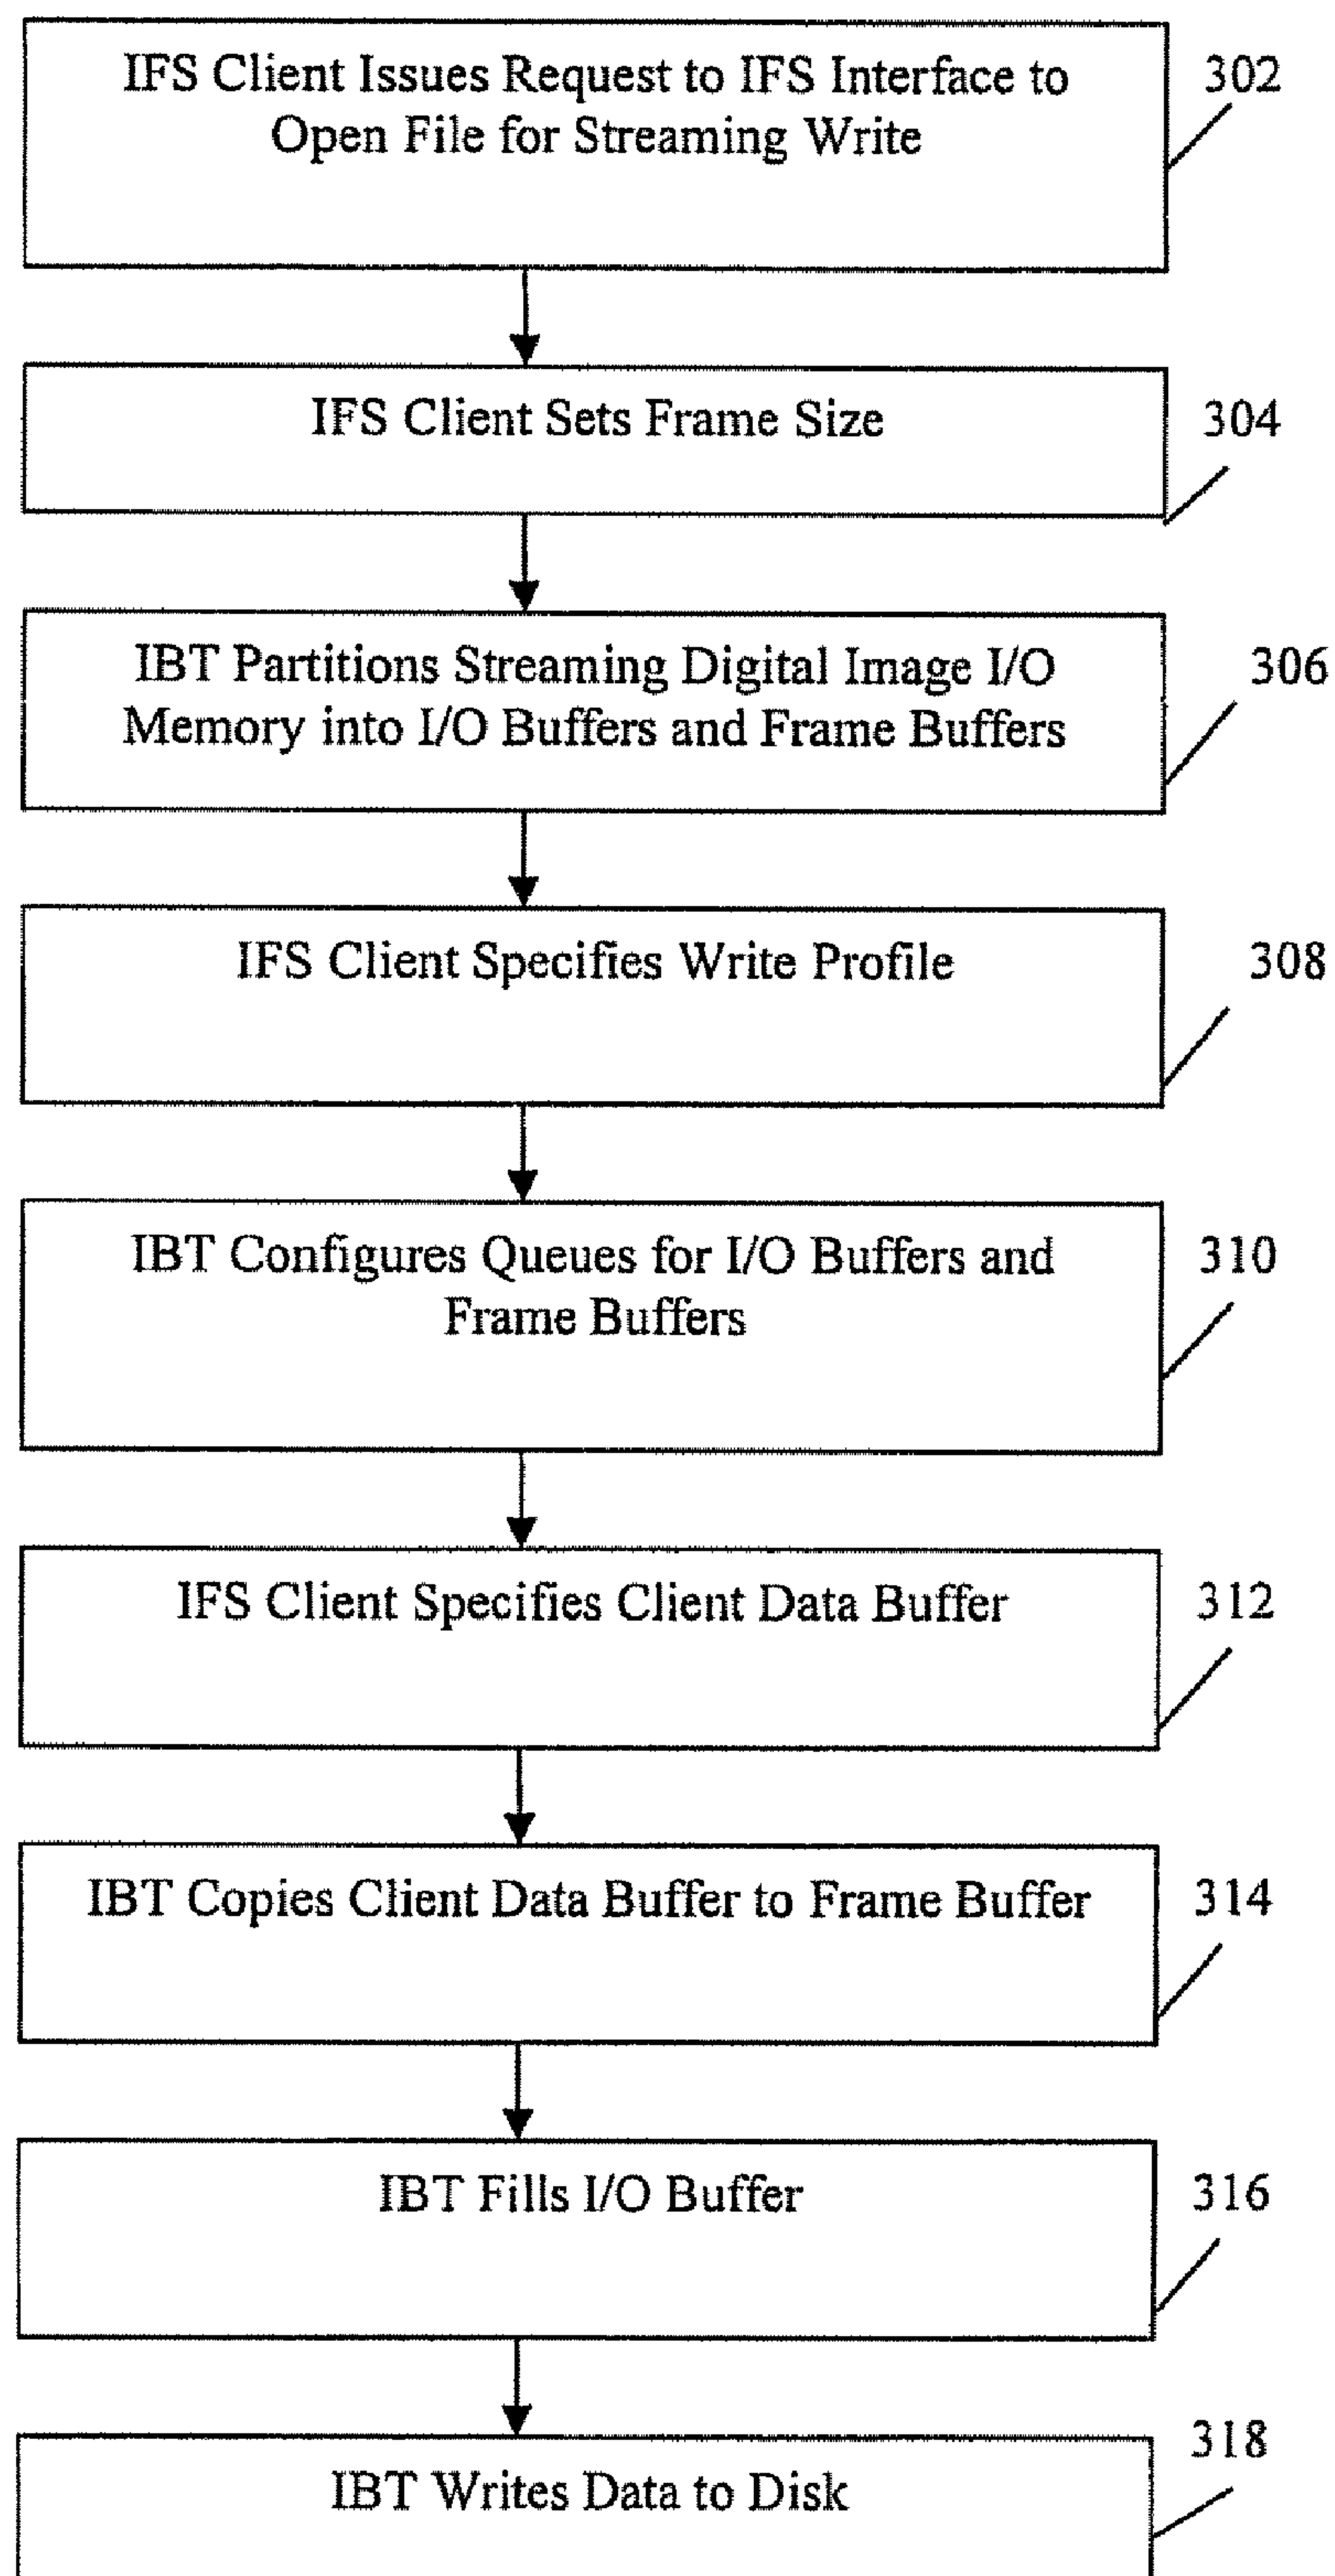 IFS Client Issues Request to IFS Interface to
Open File for Streaming Write
302
IFS Client Sets Frame Size
304
IBT Partitions Streaming Digital Image I/O
Memory into I/O Buffers and Frame Buffers
306
IFS Client Specifies Write Profile
308
IBT Configures Queues for I/O Buffers and
Frame Buffers
310
IFS Client Specifies Client Data Buffer
312
IBT Copies Client Data Buffer to Frame Buffer
314
IBT Fills I/O Buffer
316
IBT Writes Data to Disk
318